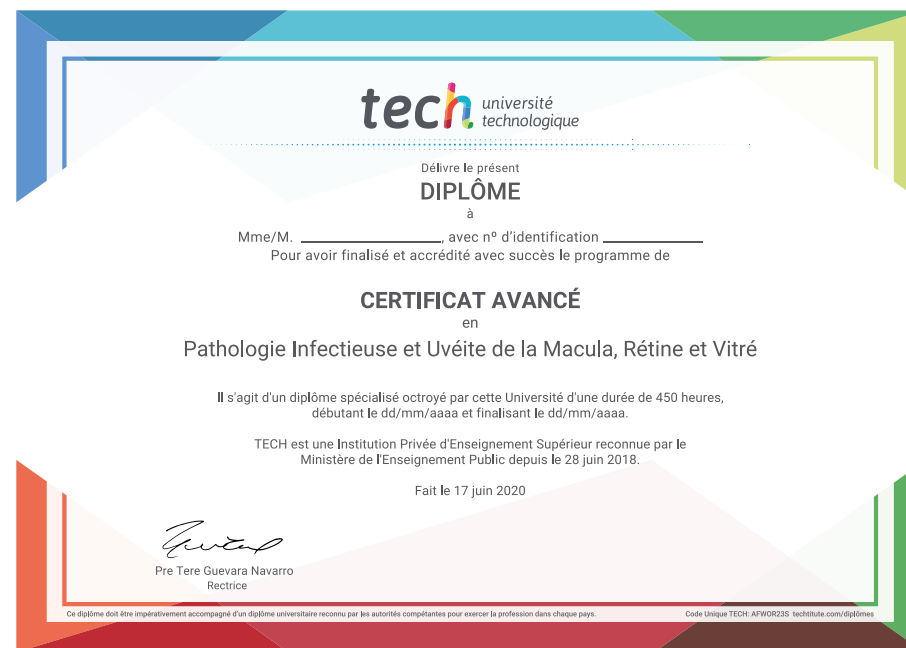 tech université
technologique
Délivre le présent
DIPLÔME
à
Mme/M. ____________________, avec nº d'identification ______________
Pour avoir finalisé et accrédité avec succès le programme de
CERTIFICAT AVANCÉ
en
Pathologie Infectieuse et Uvéite de la Macula, Rétine et Vitré
Il s'agit d'un diplôme spécialisé octroyé par cette Université d'une durée de 450 heures,
débutant le dd/mm/aaaa et finalisant le dd/mm/aaaa.
TECH est une Institution Privée d'Enseignement Supérieur reconnue par le
Ministère de l'Enseignement Public depuis le 28 juin 2018.
Fait le 17 juin 2020
Pre Tere Guevara Navarro
Rectrice
Ce diplôme doit être impérativement accompagné d'un diplôme universitaire reconnu par les autorités compétentes pour exercer la profession dans chaque pays.
Code Unique TECH: AFWOR23S techtitute.com/diplômes